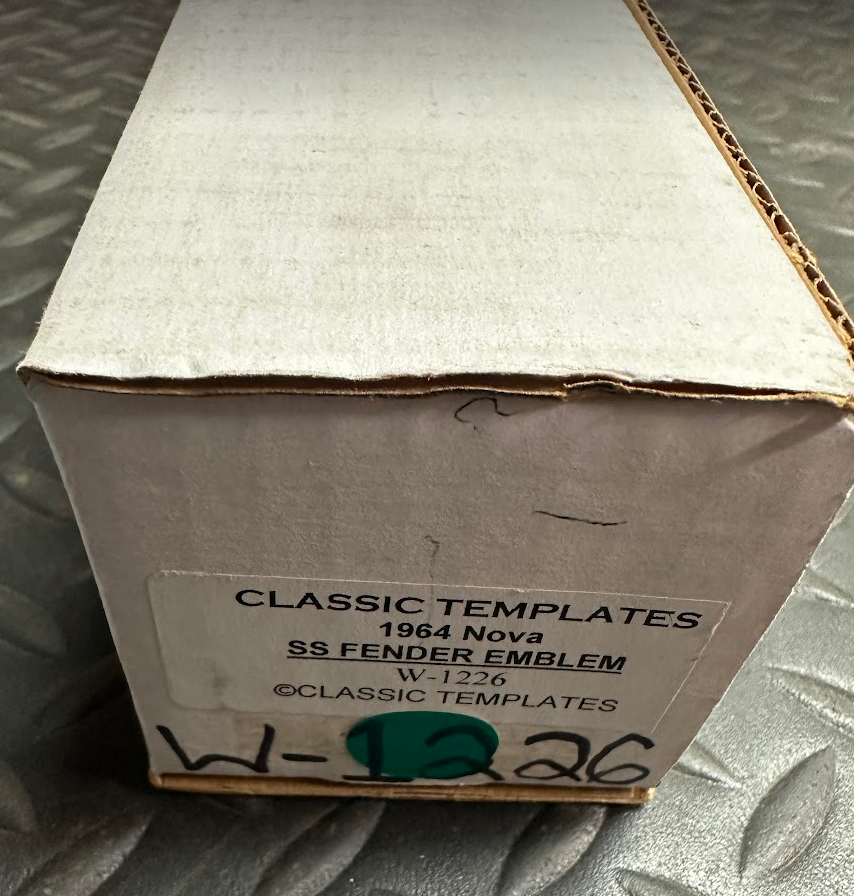 CLASSIC TEMPLATES
1964 Nova
SS FENDER EMBLEM
W-1226
©CLASSIC TEMPLATES
W-1226